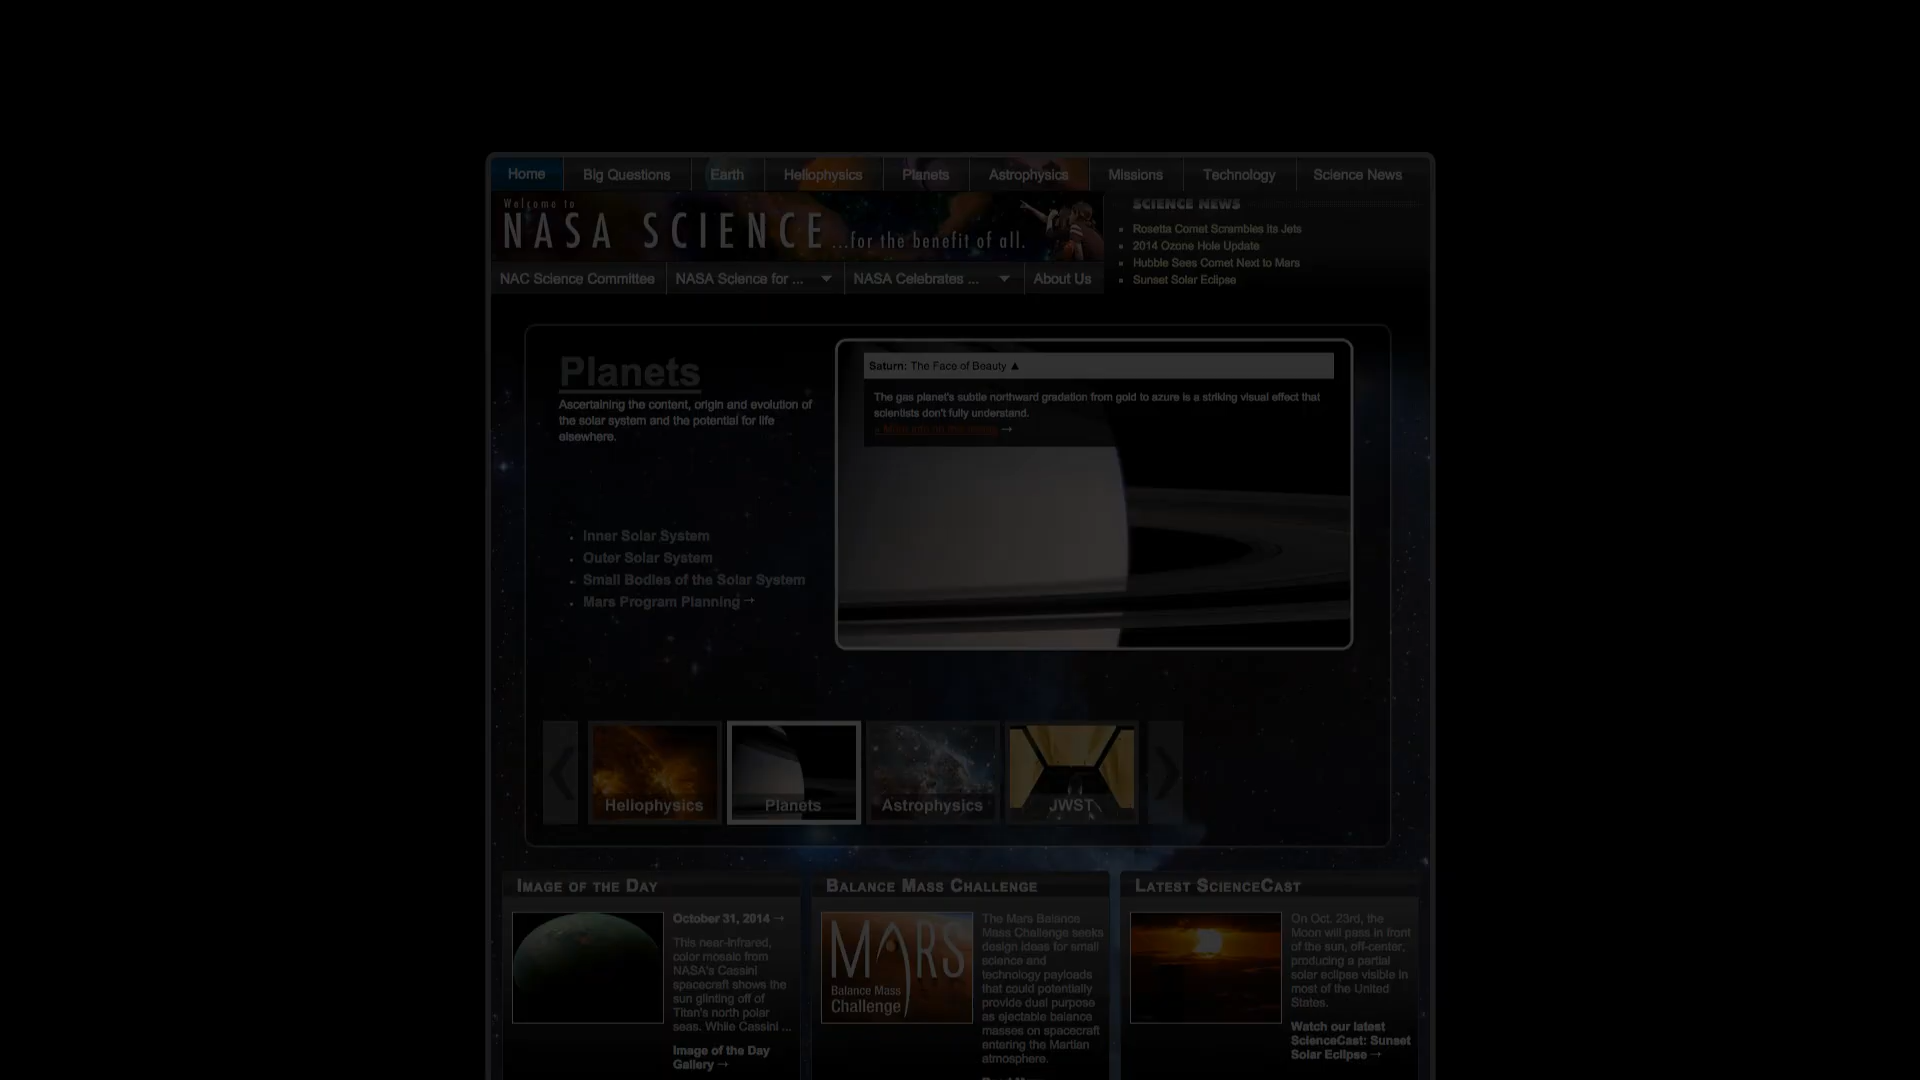 Home
Big Questions
Earth
Heliophysics
Planets
Astrophysics
Missions
Technology
Science News
Welcome to
NASA SCIENCE ...for the benefit of all.
SCIENCE NEWS
Rosetta Comet Scrambles its Jets
2014 Ozone Hole Update
Hubble Sees Comet Next to Mars
Sunset Solar Eclipse
NAC Science Committee
NASA Science for ...
NASA Celebrates ...
About Us
Planets
Ascertaining the content, origin and evolution of
the solar system and the potential for life
elsewhere.
Inner Solar System
Outer Solar System
Small Bodies of the Solar System
Mars Program Planning →
Saturn: The Face of Beauty ▲
The gas planet's subtle northward gradation from gold to azure is a striking visual effect that
scientists don't fully understand.
Heliophysics
Planets
Astrophysics
JWST
IMAGE OF THE DAY
October 31, 2014 →
This near-infrared,
color mosaic from
NASA's Cassini
spacecraft shows the
sun glinting off of
Titan's north polar
seas. While Cassini ...
Image of the Day
Gallery →
BALANCE MASS CHALLENGE
MARS
Balance Mass
Challenge
The Mars Balance
Mass Challenge seeks
design ideas for small
science and
technology payloads
that could potentially
provide dual purpose
as ejectable balance
masses on spacecraft
entering the Martian
atmosphere.
LATEST SCIENCECAST
On Oct. 23rd, the
Moon will pass in front
of the sun, off-center,
producing a partial
solar eclipse visible in
most of the United
States.
Watch our latest
ScienceCast: Sunset
Solar Eclipse →